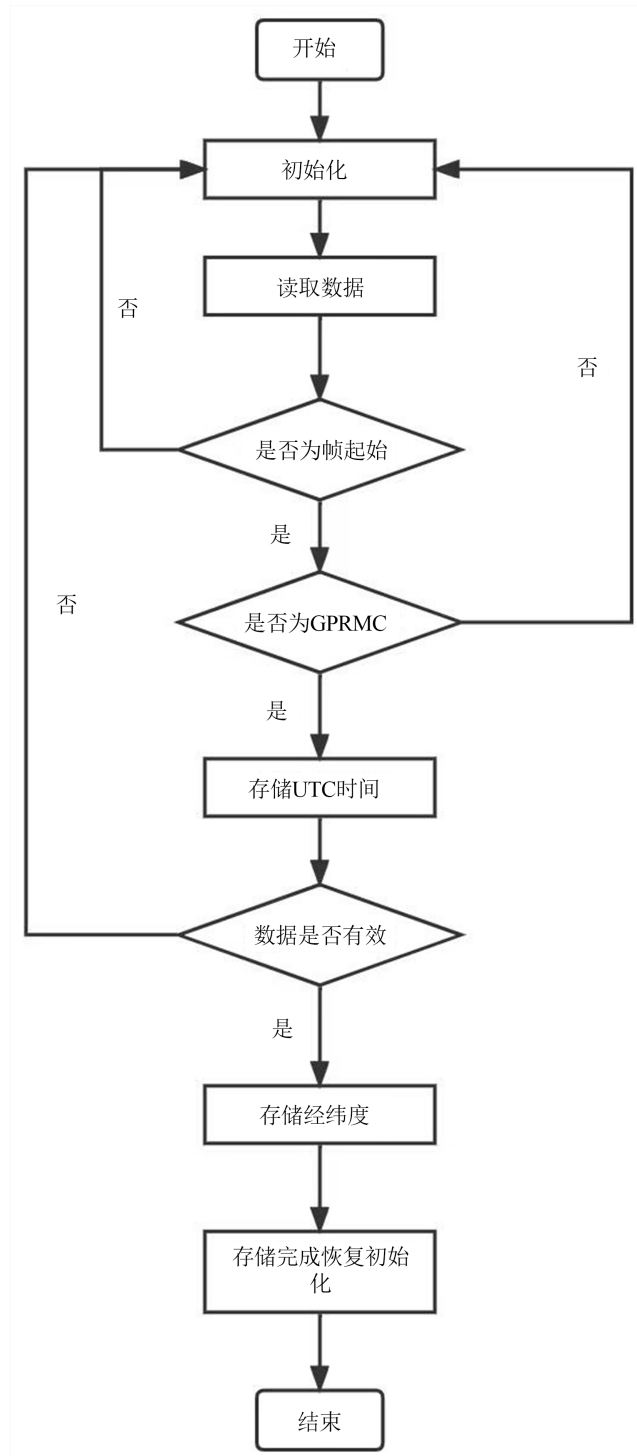 开始
初始化
读取数据
否
否
是否为帧起始
是
否
是否为GPRMC
是
存储UTC时间
数据是否有效
是
存储经纬度
存储完成恢复初始
化
结束